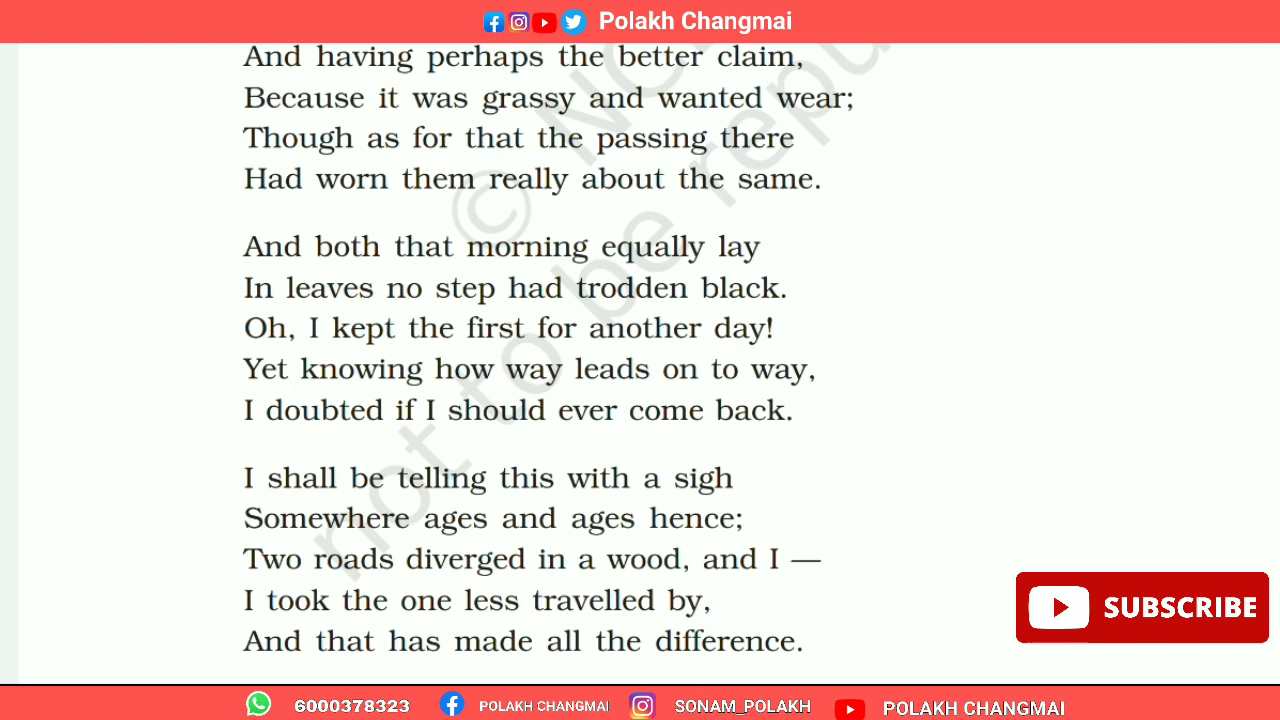 Polakh Changmai
And having perhaps the better claim,
Because it was grassy and wanted wear;
Though as for that the passing there
Had worn them really about the same.
And both that morning equally lay
In leaves no step had trodden black.
Oh, I kept the first for another day!
Yet knowing how way leads on to way,
I doubted if I should ever come back.
I shall be telling this with a sigh
Somewhere ages and ages hence;
Two roads diverged in a wood, and I —
I took the one less travelled by,
And that has made all the difference.
© NC
not to be repu
SUBSCRIBE
6000378323 POLAKH CHANGMAI SONAM_POLAKH POLAKH CHANGMAI